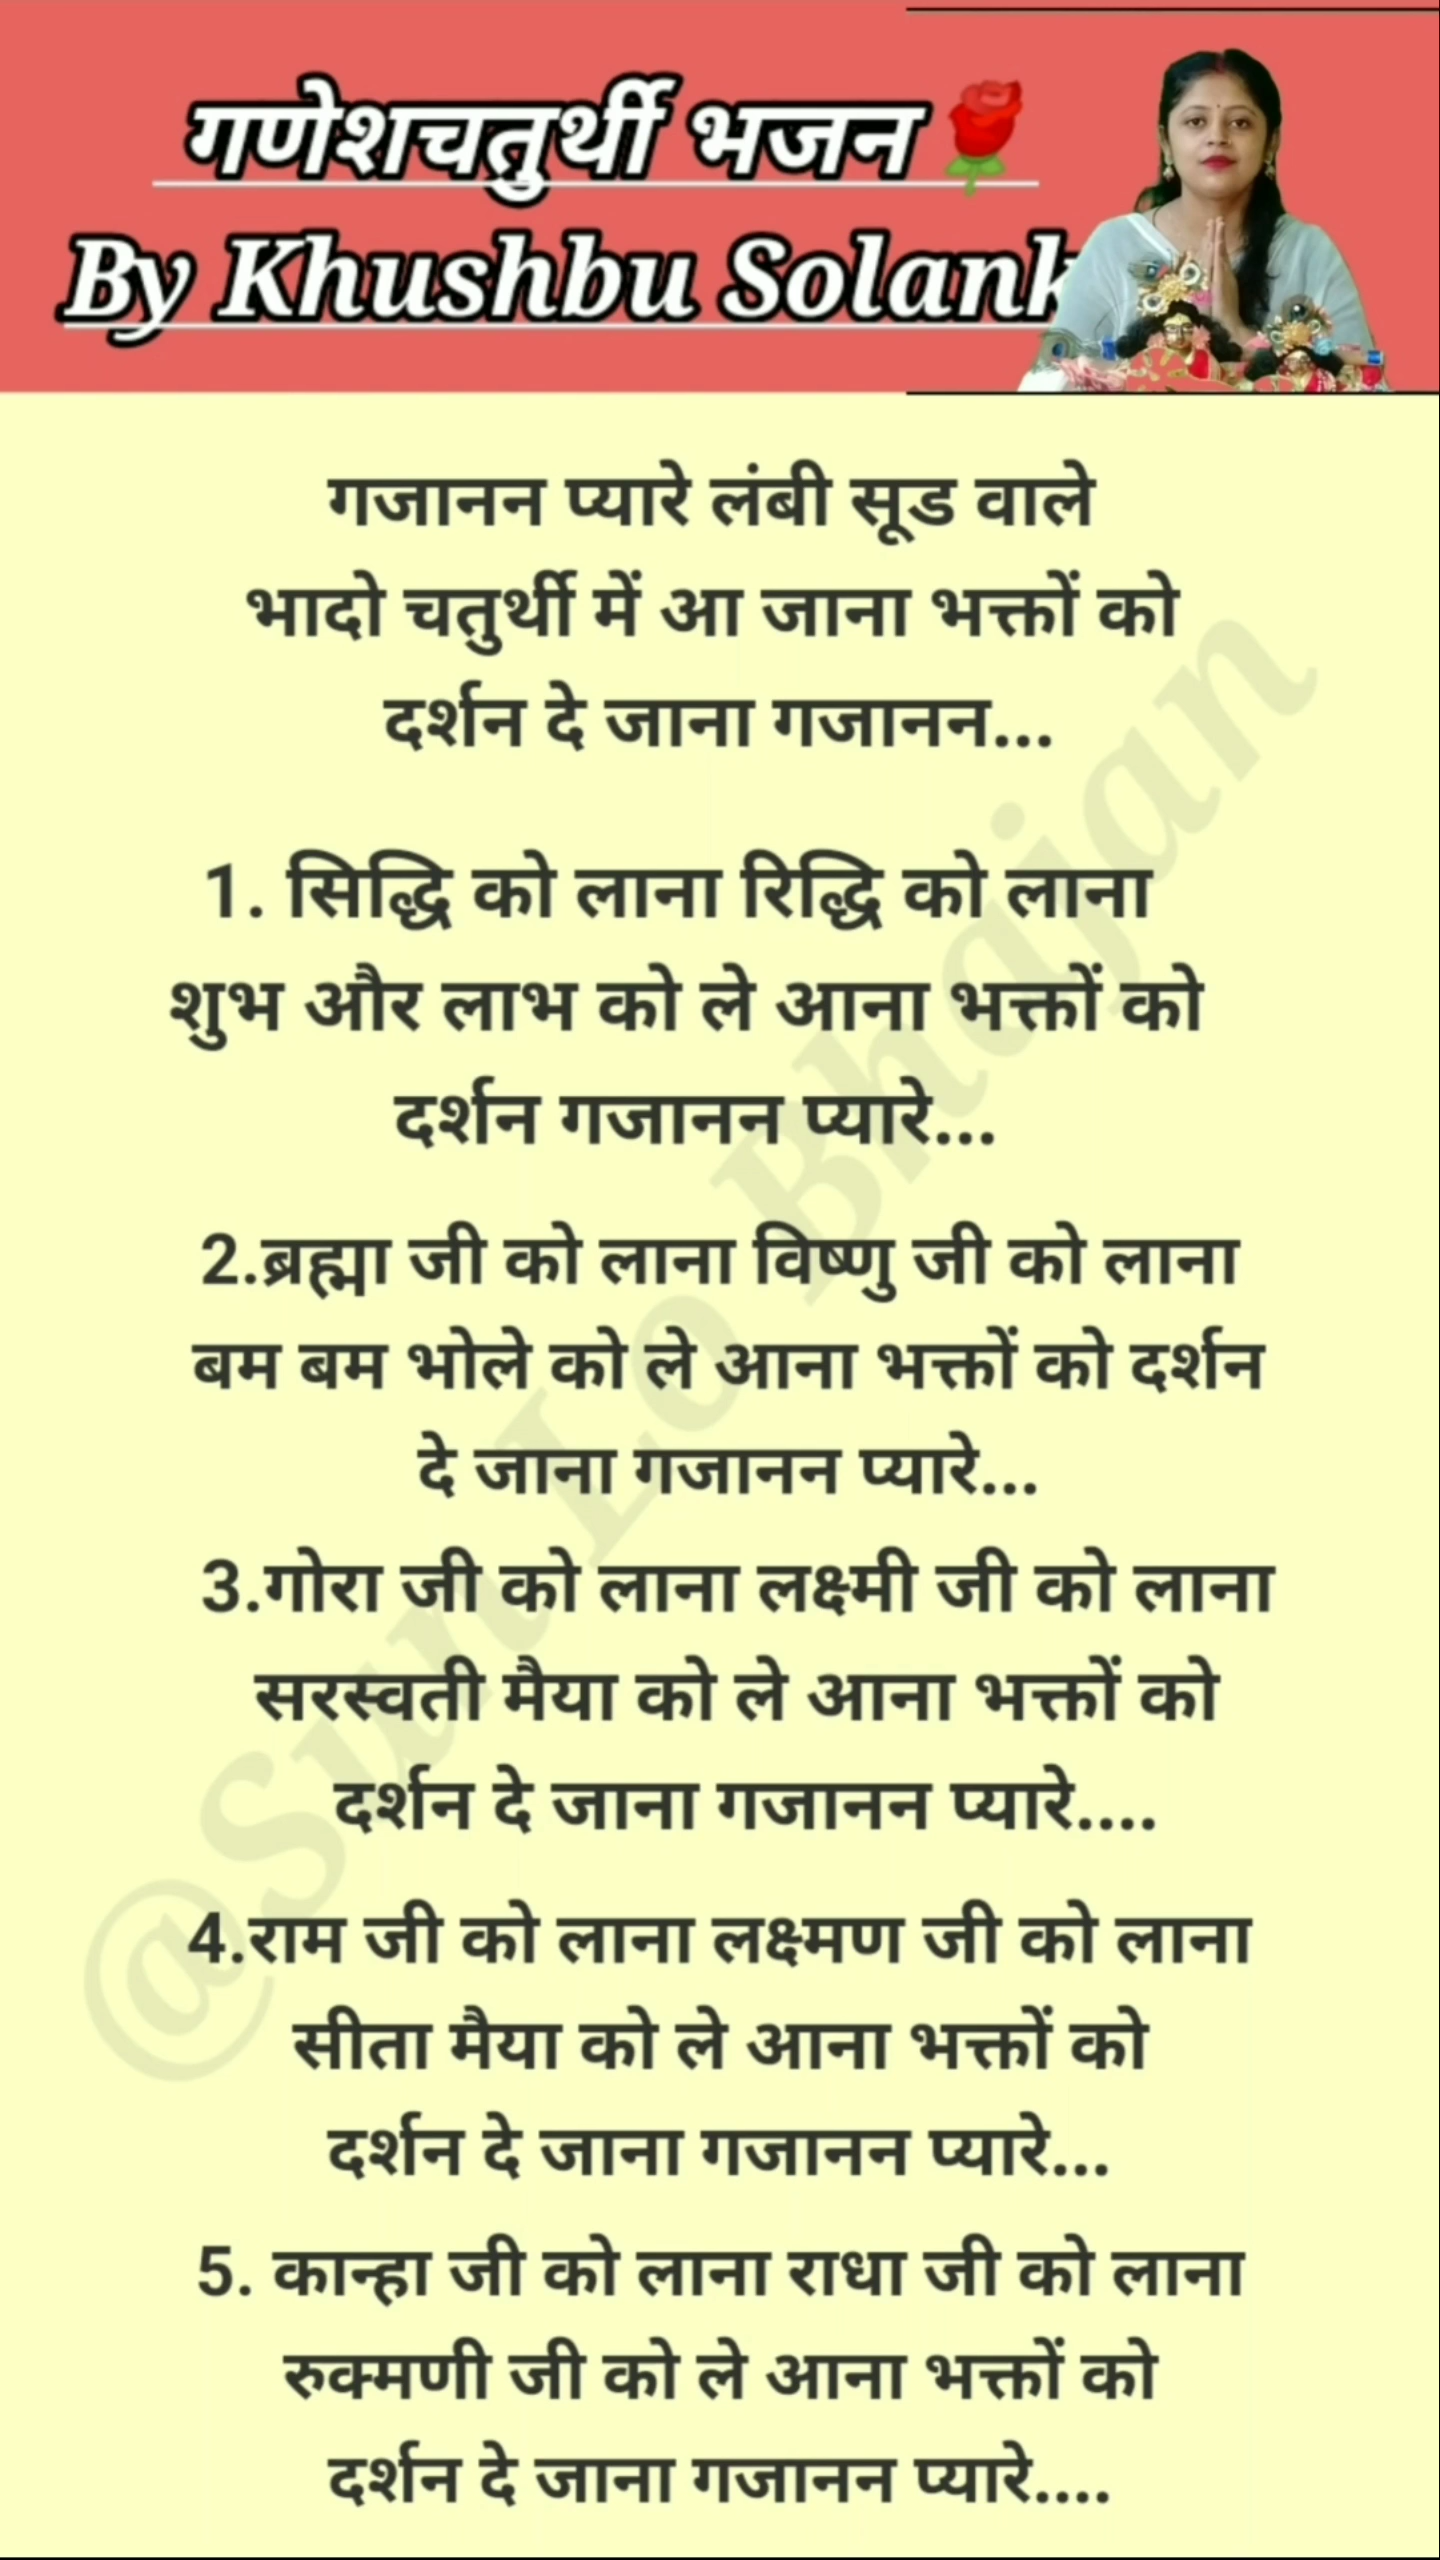 गणेशचतुर्थी भजन🌹
By Khushbu Solank
गजानन प्यारे लंबी सूड वाले
भादो चतुर्थी में आ जाना भक्तों को
दर्शन दे जाना गजानन...
1. सिद्धि को लाना रिद्धि को लाना
शुभ और लाभ को ले आना भक्तों को
दर्शन गजानन प्यारे...
2.ब्रह्मा जी को लाना विष्णु जी को लाना
बम बम भोले को ले आना भक्तों को दर्शन
दे जाना गजानन प्यारे...
3.गोरा जी को लाना लक्ष्मी जी को लाना
सरस्वती मैया को ले आना भक्तों को
दर्शन दे जाना गजानन प्यारे....
4.राम जी को लाना लक्ष्मण जी को लाना
सीता मैया को ले आना भक्तों को
दर्शन दे जाना गजानन प्यारे...
5. कान्हा जी को लाना राधा जी को लाना
रुक्मणी जी को ले आना भक्तों को
दर्शन दे जाना गजानन प्यारे....
@Sun Lo Bhajan